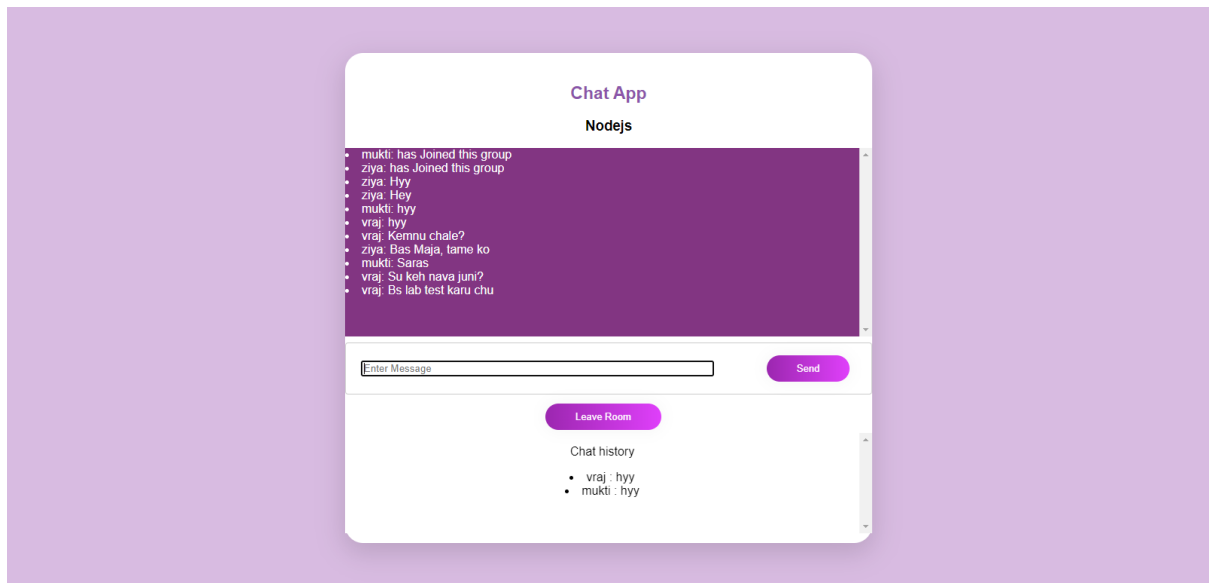 Chat App
Nodejs
mukti: has Joined this group
ziya: has Joined this group
ziya: Hyy
ziya: Hey
mukti: hyy
vraj: hyy
vraj: Kemnu chale?
ziya: Bas Maja, tame ko
mukti: Saras
vraj: Su keh nava juni?
vraj: Bs lab test karu chu
Enter Message
Send
Leave Room
Chat history
vraj : hyy
mukti : hyy